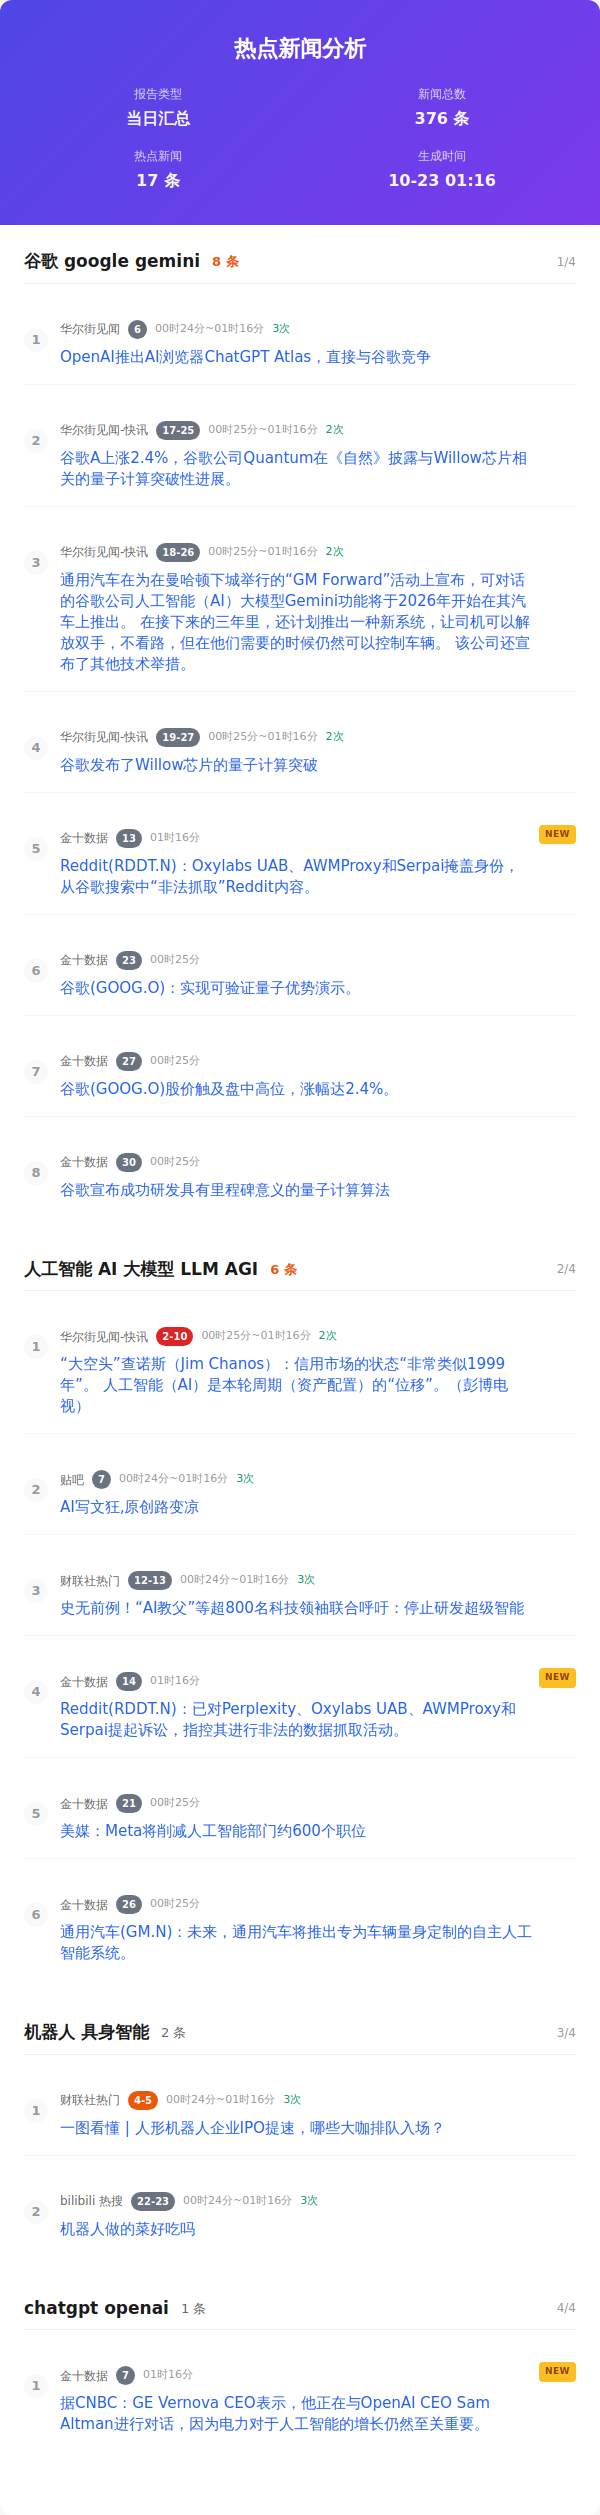 热点新闻分析
报告类型
新闻总数
当日汇总
376 条
热点新闻
生成时间
17 条
10-23 01:16
谷歌 google gemini 8 条 1/4
1 华尔街见闻 6 00时24分~01时16分 3次
OpenAI推出AI浏览器ChatGPT Atlas，直接与谷歌竞争
2 华尔街见闻-快讯 17-25 00时25分~01时16分 2次
谷歌A上涨2.4%，谷歌公司Quantum在《自然》披露与Willow芯片相
关的量子计算突破性进展。
3 华尔街见闻-快讯 18-26 00时25分~01时16分 2次
通用汽车在为在曼哈顿下城举行的“GM Forward”活动上宣布，可对话
的谷歌公司人工智能（AI）大模型Gemini功能将于2026年开始在其汽
车上推出。 在接下来的三年里，还计划推出一种新系统，让司机可以解
放双手，不看路，但在他们需要的时候仍然可以控制车辆。 该公司还宣
布了其他技术举措。
4 华尔街见闻-快讯 19-27 00时25分~01时16分 2次
谷歌发布了Willow芯片的量子计算突破
5 金十数据 13 01时16分 NEW
Reddit(RDDT.N)：Oxylabs UAB、AWMProxy和Serpai掩盖身份，
从谷歌搜索中“非法抓取”Reddit内容。
6 金十数据 23 00时25分
谷歌(GOOG.O)：实现可验证量子优势演示。
7 金十数据 27 00时25分
谷歌(GOOG.O)股价触及盘中高位，涨幅达2.4%。
8 金十数据 30 00时25分
谷歌宣布成功研发具有里程碑意义的量子计算算法
人工智能 AI 大模型 LLM AGI 6 条 2/4
1 华尔街见闻-快讯 2-10 00时25分~01时16分 2次
“大空头”查诺斯（Jim Chanos）：信用市场的状态“非常类似1999
年”。 人工智能（AI）是本轮周期（资产配置）的“位移”。（彭博电
视）
2 贴吧 7 00时24分~01时16分 3次
AI写文狂,原创路变凉
3 财联社热门 12-13 00时24分~01时16分 3次
史无前例！“AI教父”等超800名科技领袖联合呼吁：停止研发超级智能
4 金十数据 14 01时16分 NEW
Reddit(RDDT.N)：已对Perplexity、Oxylabs UAB、AWMProxy和
Serpai提起诉讼，指控其进行非法的数据抓取活动。
5 金十数据 21 00时25分
美媒：Meta将削减人工智能部门约600个职位
6 金十数据 26 00时25分
通用汽车(GM.N)：未来，通用汽车将推出专为车辆量身定制的自主人工
智能系统。
机器人 具身智能 2 条 3/4
1 财联社热门 4-5 00时24分~01时16分 3次
一图看懂 | 人形机器人企业IPO提速，哪些大咖排队入场？
2 bilibili 热搜 22-23 00时24分~01时16分 3次
机器人做的菜好吃吗
chatgpt openai 1 条 4/4
1 金十数据 7 01时16分 NEW
据CNBC：GE Vernova CEO表示，他正在与OpenAI CEO Sam
Altman进行对话，因为电力对于人工智能的增长仍然至关重要。